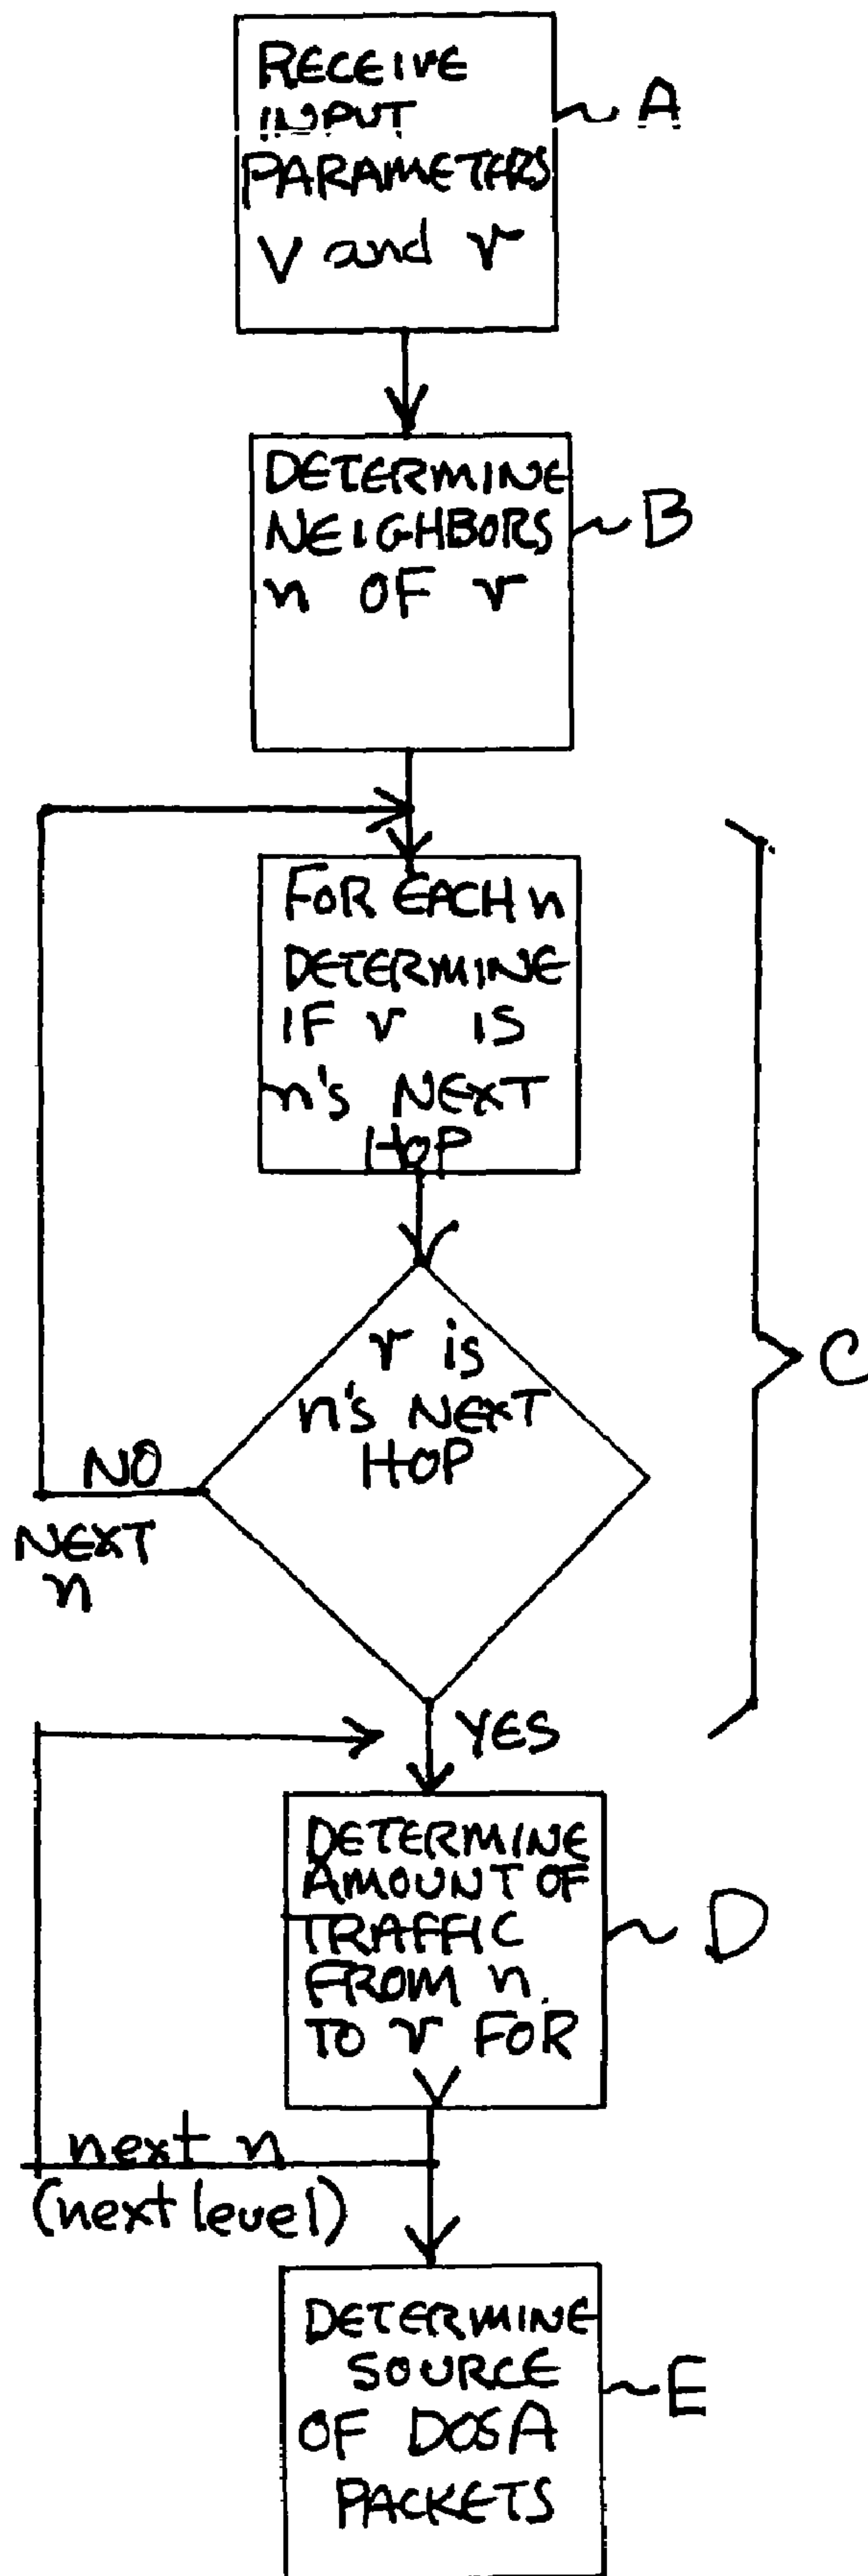 RECEIVE
INPUT
PARAMETERS
V and r
A
DETERMINE
NEIGHBORS
n OF r
B
FOR EACH n
DETERMINE
IF r IS
n's NEXT
HOP
r is
n's NEXT
HOP
C
NO
NEXT
n
YES
DETERMINE
AMOUNT OF
TRAFFIC
FROM n
TO r FOR
V
D
next n
(next level)
DETERMINE
SOURCE
OF DOSA
PACKETS
E